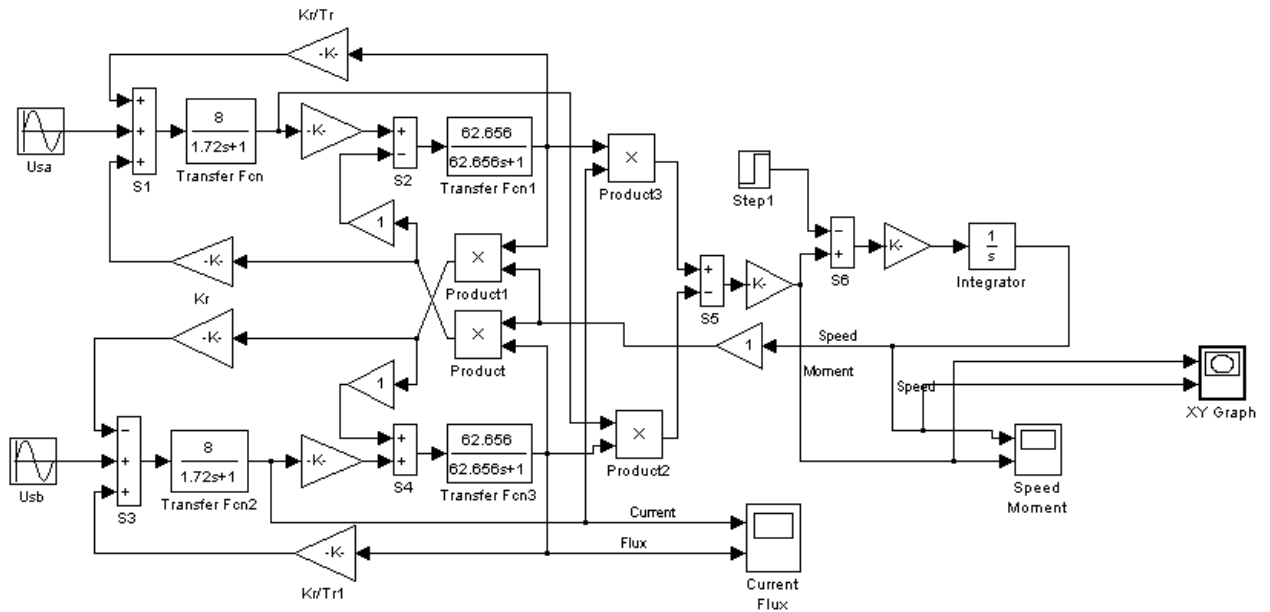 Kr/Tr
-K-
8
1.72s+1
Transfer Fcn
-K-
62.656
62.656s+1
Transfer Fcn1
+
+
+
S1
Usa
+
−
S2
×
Product3
Step1
1
×
Product1
-K-
Kr
−
+
S6
K-
1
s
Integrator
+
−
S5
K-
-K-
×
Product
1
Speed
Moment
Speed
XY Graph
1
−
+
+
S3
Usb
8
1.72s+1
Transfer Fcn2
-K-
+
+
S4
62.656
62.656s+1
Transfer Fcn3
×
Product2
Speed
Moment
Current
Flux
-K-
Kr/Tr1
Current
Flux